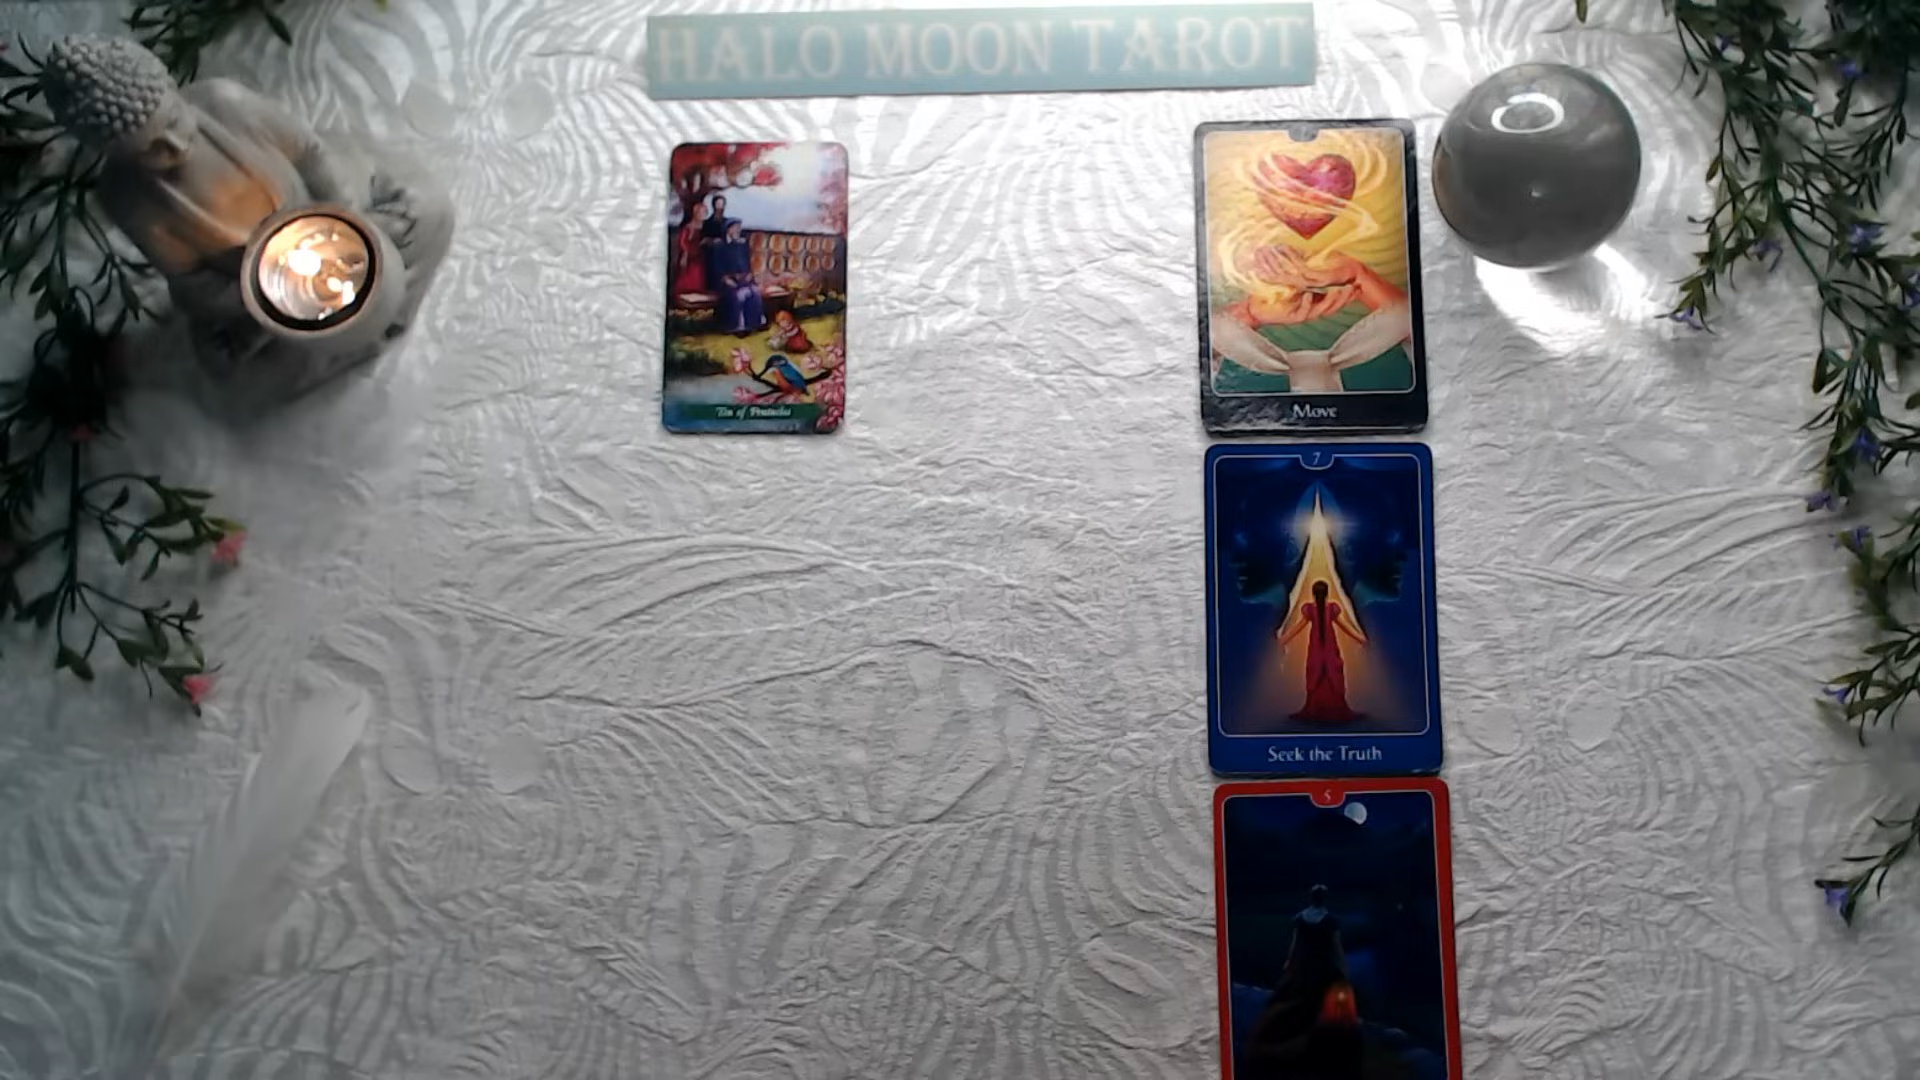 HALO MOON TAROT
Ten of Pentacles
Move
7
Seek the Truth
5